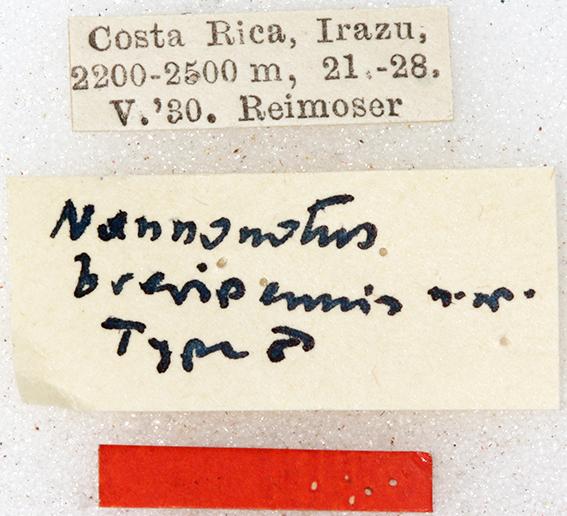 Costa Rica, Irazu,
2200-2500 m, 21.-28.
V.'30. Reimoser
Nannonotus
brevipennis n. sp.
Type ♂